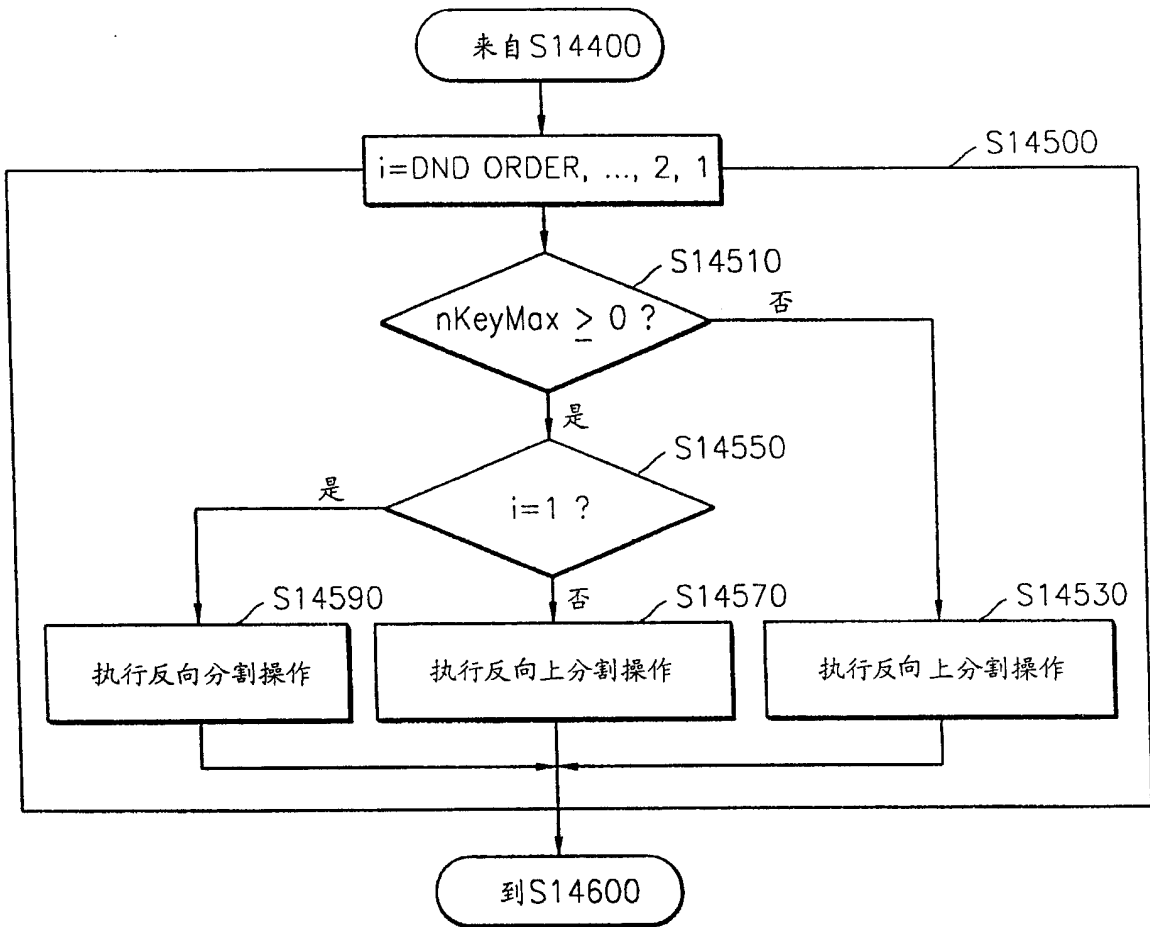 来自S14400
S14500
i=DND ORDER, ..., 2, 1
S14510
nKeyMax ≥ 0 ?
否
是
S14550
是
i=1 ?
否
S14590
S14570
S14530
执行反向分割操作
执行反向上分割操作
执行反向上分割操作
到S14600